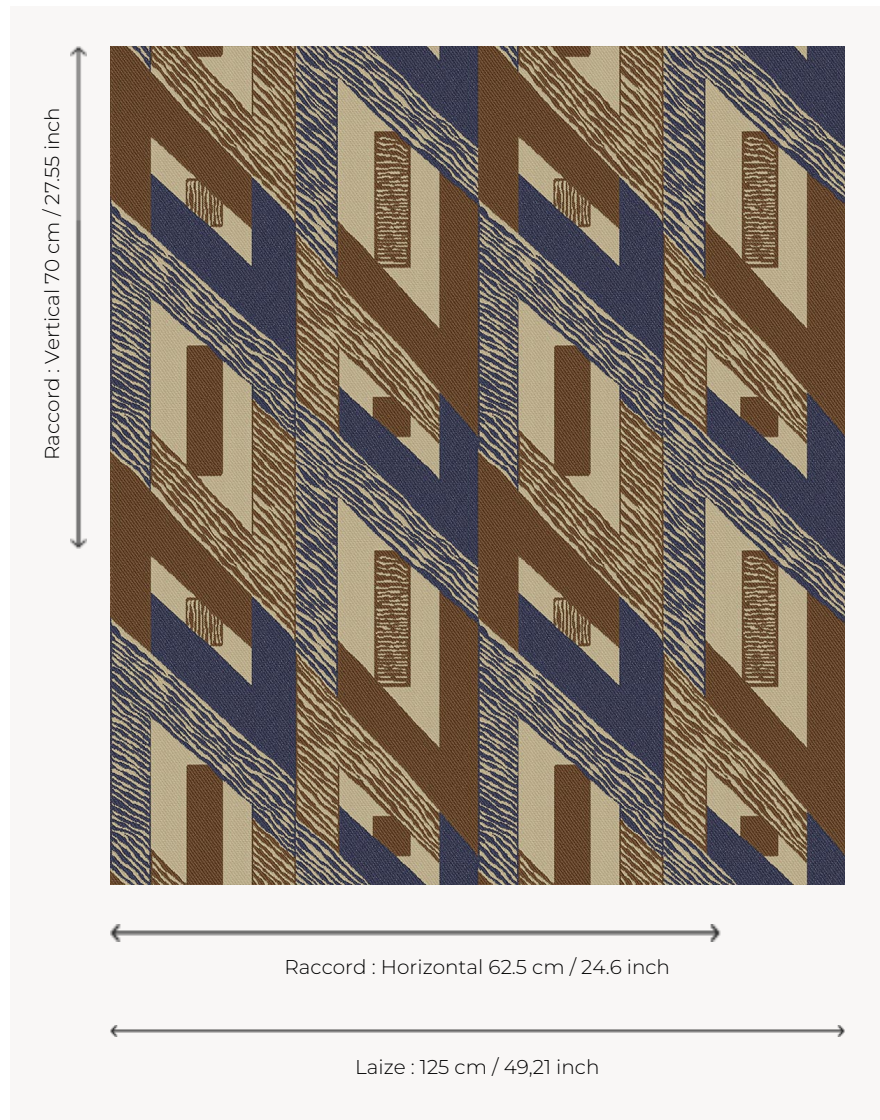 Raccord : Vertical 70 cm / 27.55 inch
Raccord : Horizontal 62.5 cm / 24.6 inch
Laize : 125 cm / 49,21 inch